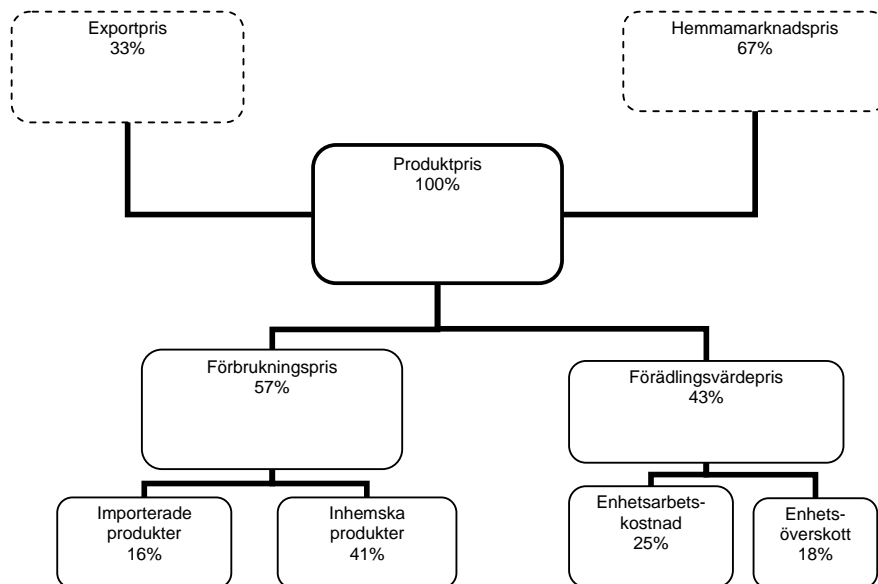 Exportpris
33%
Hemmamarknadspris
67%
Produktpris
100%
Förbrukningspris
57%
Förädlingsvärdepris
43%
Importerade
produkter
16%
Inhemska
produkter
41%
Enhetsarbets-
kostnad
25%
Enhets-
överskott
18%